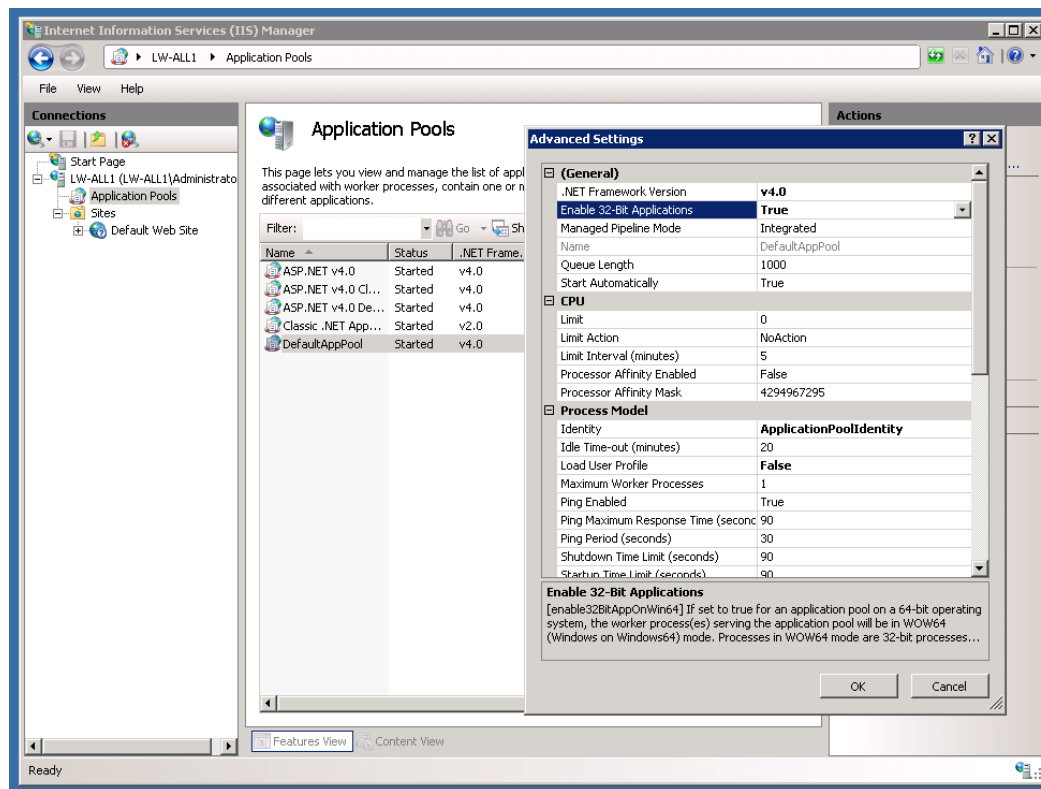 Internet Information Services (IIS) Manager
LW-ALL1 Application Pools
File View Help
Connections
Start Page
LW-ALL1 (LW-ALL1\Administrato
Application Pools
Sites
Default Web Site
Application Pools
This page lets you view and manage the list of appl
associated with worker processes, contain one or n
different applications.
Filter: Go Sh
Name Status .NET Frame.
ASP.NET v4.0 Started v4.0
ASP.NET v4.0 Cl... Started v4.0
ASP.NET v4.0 De... Started v4.0
Classic .NET App... Started v2.0
DefaultAppPool Started v4.0
Features View Content View
Ready
Actions
...
Advanced Settings
(General)
.NET Framework Version v4.0
Enable 32-Bit Applications True
Managed Pipeline Mode Integrated
Name DefaultAppPool
Queue Length 1000
Start Automatically True
CPU
Limit 0
Limit Action NoAction
Limit Interval (minutes) 5
Processor Affinity Enabled False
Processor Affinity Mask 4294967295
Process Model
Identity ApplicationPoolIdentity
Idle Time-out (minutes) 20
Load User Profile False
Maximum Worker Processes 1
Ping Enabled True
Ping Maximum Response Time (seconc 90
Ping Period (seconds) 30
Shutdown Time Limit (seconds) 90
Startup Time Limit (seconds) 90
Enable 32-Bit Applications
[enable32BitAppOnWin64] If set to true for an application pool on a 64-bit operating
system, the worker process(es) serving the application pool will be in WOW64
(Windows on Windows64) mode. Processes in WOW64 mode are 32-bit processes...
OK Cancel